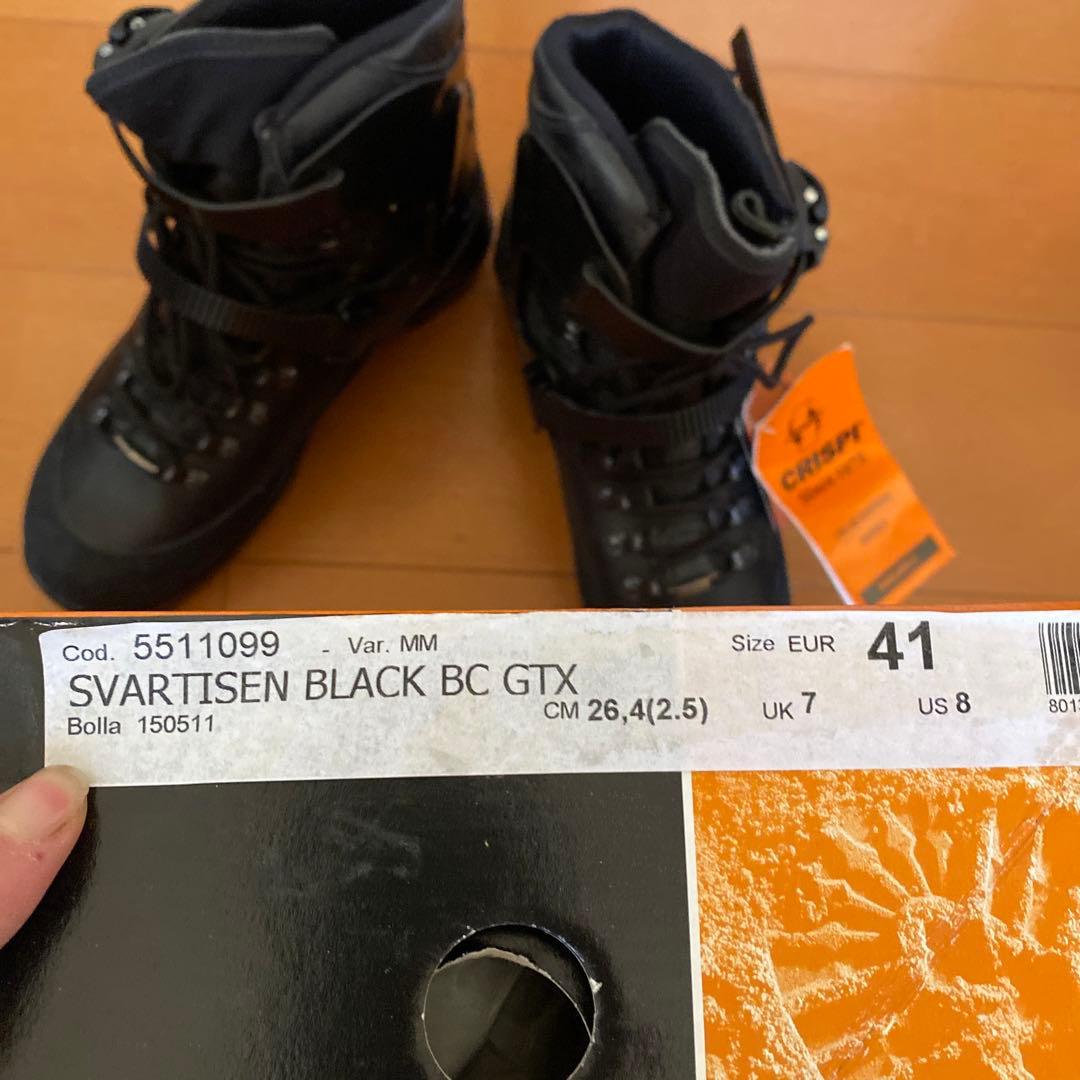 CRISPI
Cod. 5511099 - Var. MM
Size EUR 41
SVARTISEN BLACK BC GTX
CM 26,4(2.5) UK 7 US 8
Bolla 150511